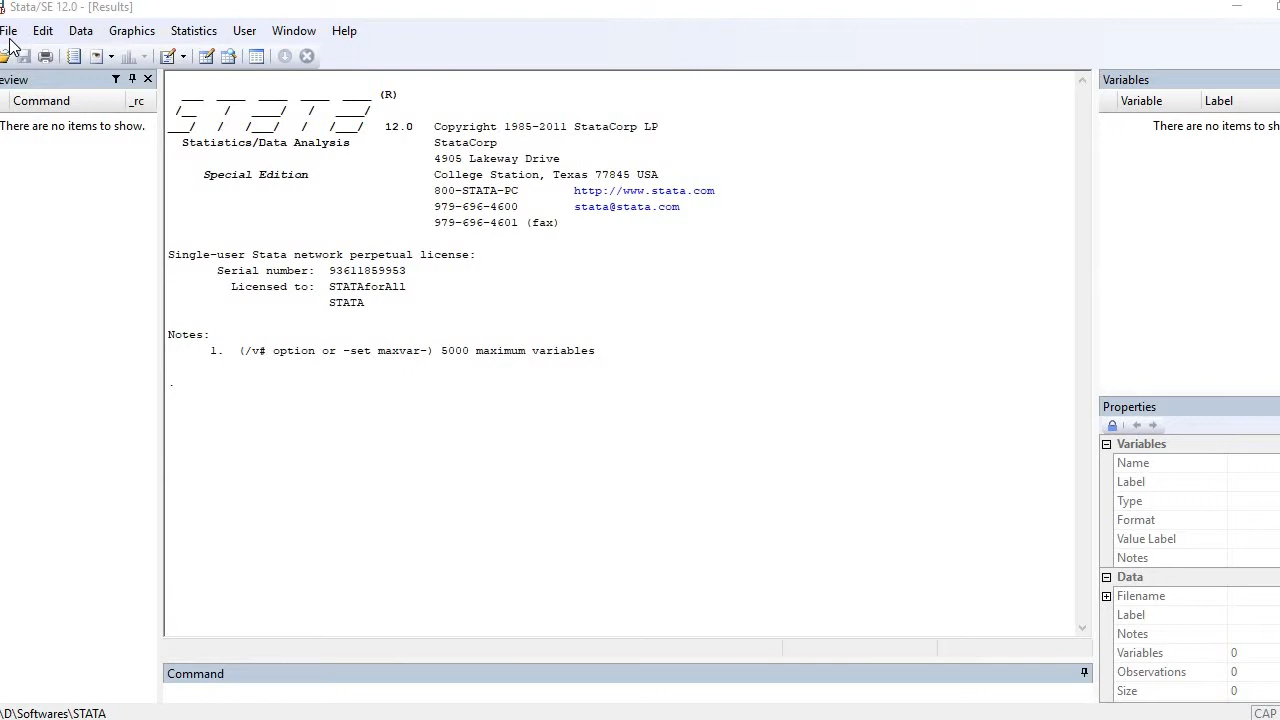 Stata/SE 12.0 - [Results]
File Edit Data Graphics Statistics User Window Help
eview
Command _rc
There are no items to show.
(R)
12.0 Copyright 1985-2011 StataCorp LP
Statistics/Data Analysis StataCorp
4905 Lakeway Drive
Special Edition College Station, Texas 77845 USA
800-STATA-PC http://www.stata.com
979-696-4600 stata@stata.com
979-696-4601 (fax)
Single-user Stata network perpetual license:
Serial number: 93611859953
Licensed to: STATAforAll
STATA
Notes:
1. (/v# option or -set maxvar-) 5000 maximum variables
.
Command
Variables
Variable Label
There are no items to sh
Properties
Variables
Name
Label
Type
Format
Value Label
Notes
Data
Filename
Label
Notes
Variables 0
Observations 0
Size 0
\D\Softwares\STATA
CAP